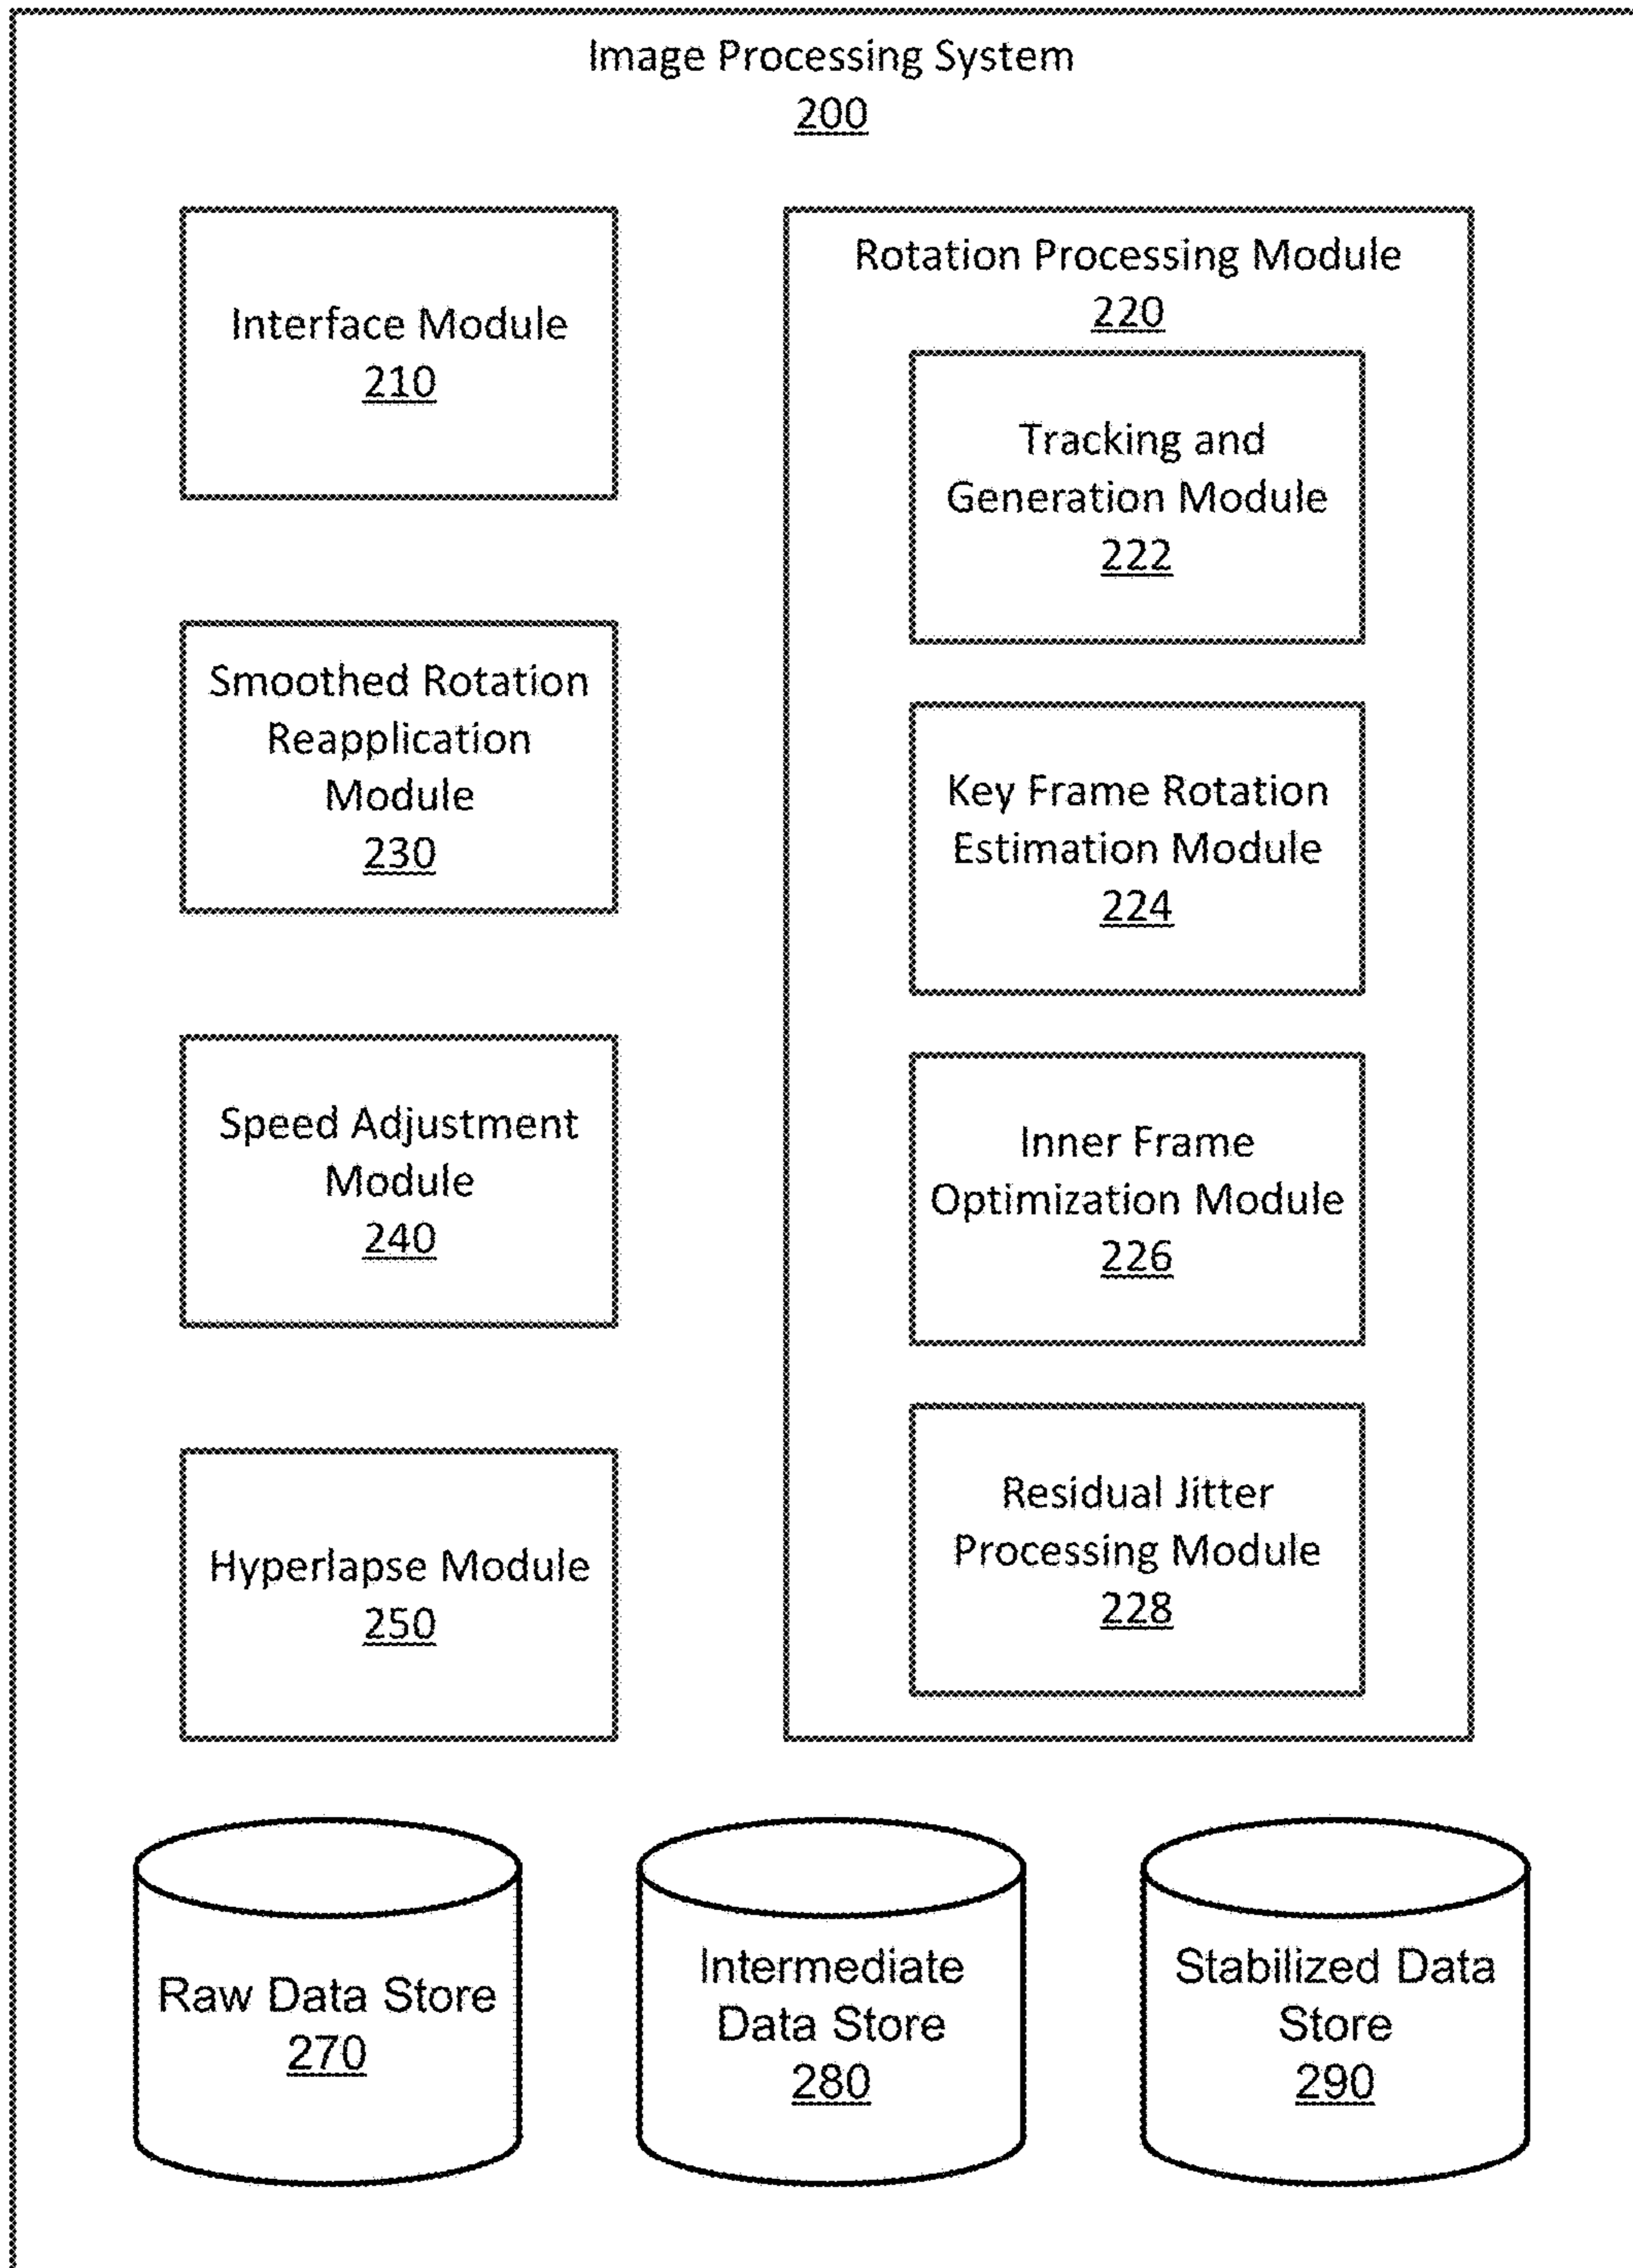 Image Processing System
200
Interface Module
210
Smoothed Rotation
Reapplication
Module
230
Speed Adjustment
Module
240
Hyperlapse Module
250
Rotation Processing Module
220
Tracking and
Generation Module
222
Key Frame Rotation
Estimation Module
224
Inner Frame
Optimization Module
226
Residual Jitter
Processing Module
228
Raw Data Store
270
Intermediate
Data Store
280
Stabilized Data
Store
290